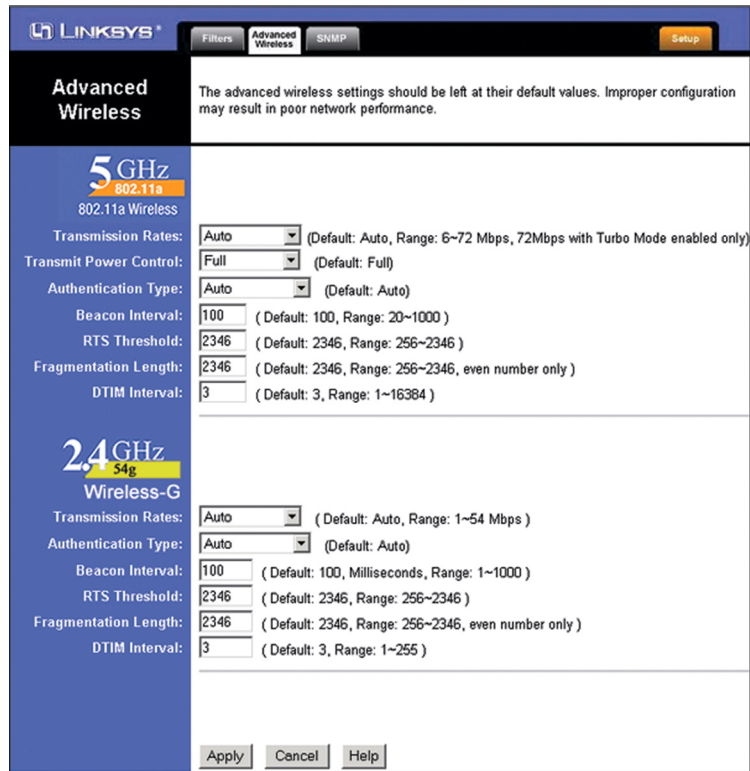 LINKSYS®
Filters Advanced Wireless SNMP Setup
Advanced
Wireless
The advanced wireless settings should be left at their default values. Improper configuration
may result in poor network performance.
5 GHz
802.11a
802.11a Wireless
Transmission Rates: Auto (Default: Auto, Range: 6~72 Mbps, 72Mbps with Turbo Mode enabled only)
Transmit Power Control: Full (Default: Full)
Authentication Type: Auto (Default: Auto)
Beacon Interval: 100 ( Default: 100, Range: 20~1000 )
RTS Threshold: 2346 ( Default: 2346, Range: 256~2346 )
Fragmentation Length: 2346 ( Default: 2346, Range: 256~2346, even number only )
DTIM Interval: 3 ( Default: 3, Range: 1~16384 )
2.4 GHz
54g
Wireless-G
Transmission Rates: Auto ( Default: Auto, Range: 1~54 Mbps )
Authentication Type: Auto (Default: Auto)
Beacon Interval: 100 ( Default: 100, Milliseconds, Range: 1~1000 )
RTS Threshold: 2346 ( Default: 2346, Range: 256~2346 )
Fragmentation Length: 2346 ( Default: 2346, Range: 256~2346, even number only )
DTIM Interval: 3 ( Default: 3, Range: 1~255 )
Apply Cancel Help